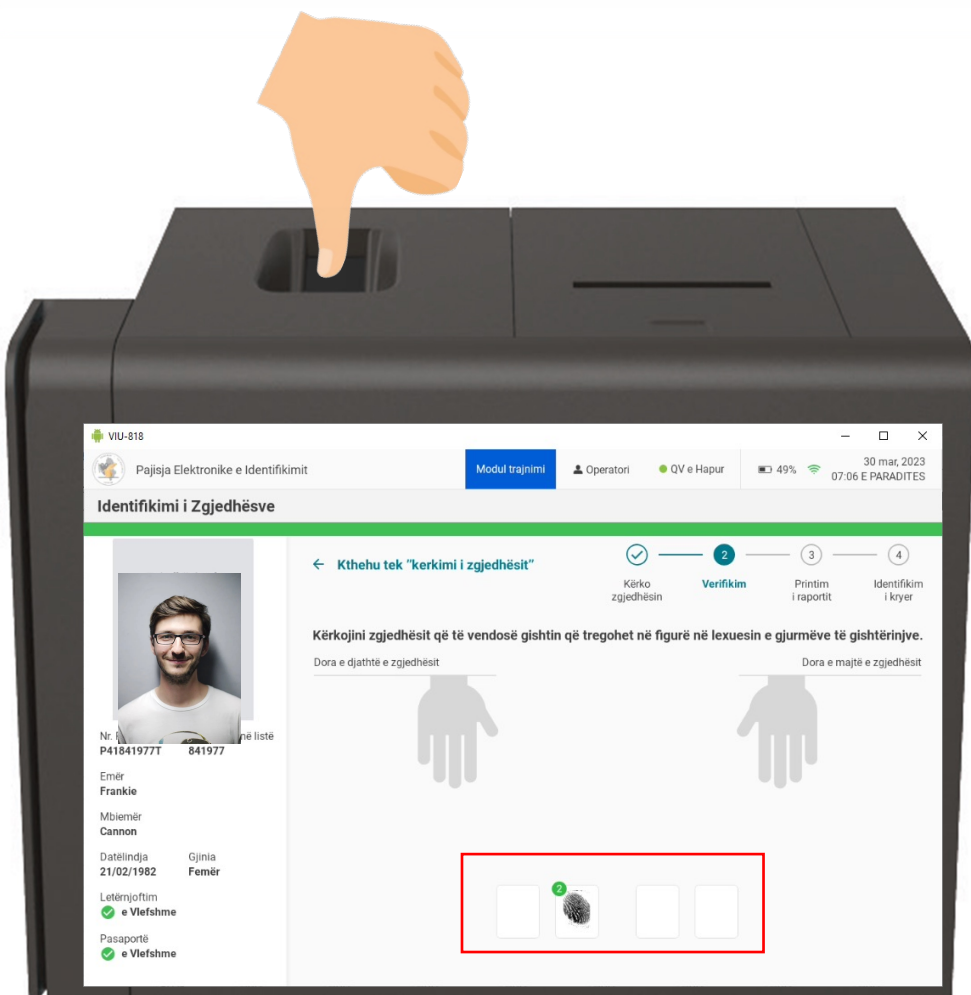 VIU-818
Pajisja Elektronike e Identifikimit
Modul trajnimi
Operatori
QV e Hapur
49%
30 mar, 2023
07:06 E PARADITES
Identifikimi i Zgjedhësve
Kthehu tek "kerkimi i zgjedhësit"
2
3
4
Kërko
zgjedhësin
Verifikim
Printim
i raportit
Identifikim
i kryer
Kërkojini zgjedhësit që të vendosë gishtin që tregohet në figurë në lexuesin e gjurmëve të gishtërinjve.
Dora e djathtë e zgjedhësit
Dora e majtë e zgjedhësit
Nr.
në listë
P41841977T
841977
Emër
Frankie
Mbiemër
Cannon
Datëlindja
Gjinia
21/02/1982
Femër
Letërnjoftim
e Vlefshme
Pasaportë
e Vlefshme
2